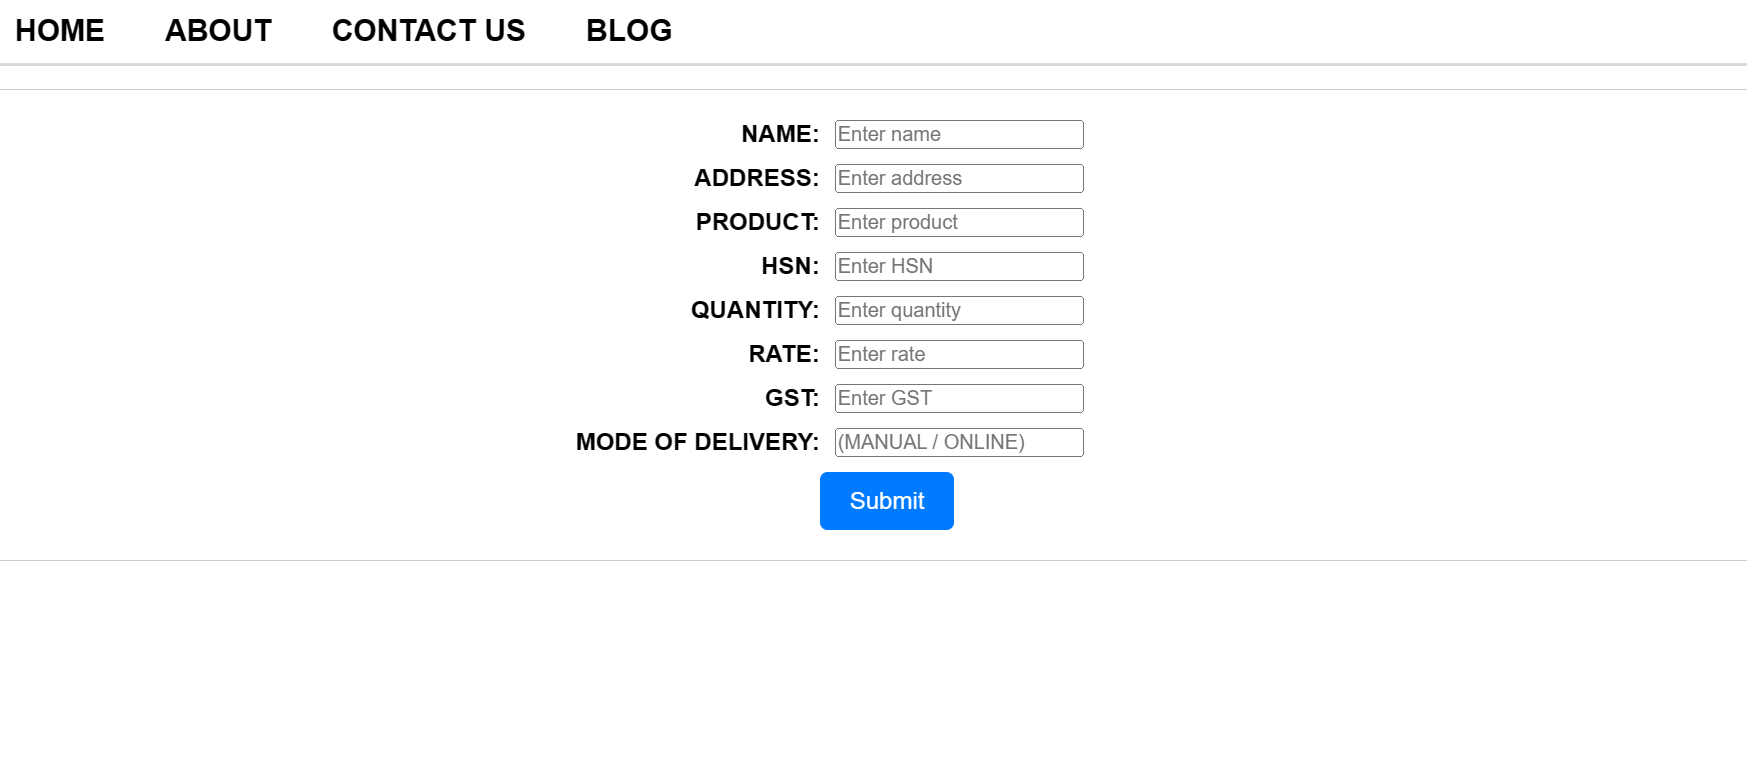 HOME ABOUT CONTACT US BLOG
NAME: Enter name
ADDRESS: Enter address
PRODUCT: Enter product
HSN: Enter HSN
QUANTITY: Enter quantity
RATE: Enter rate
GST: Enter GST
MODE OF DELIVERY: (MANUAL / ONLINE)
Submit